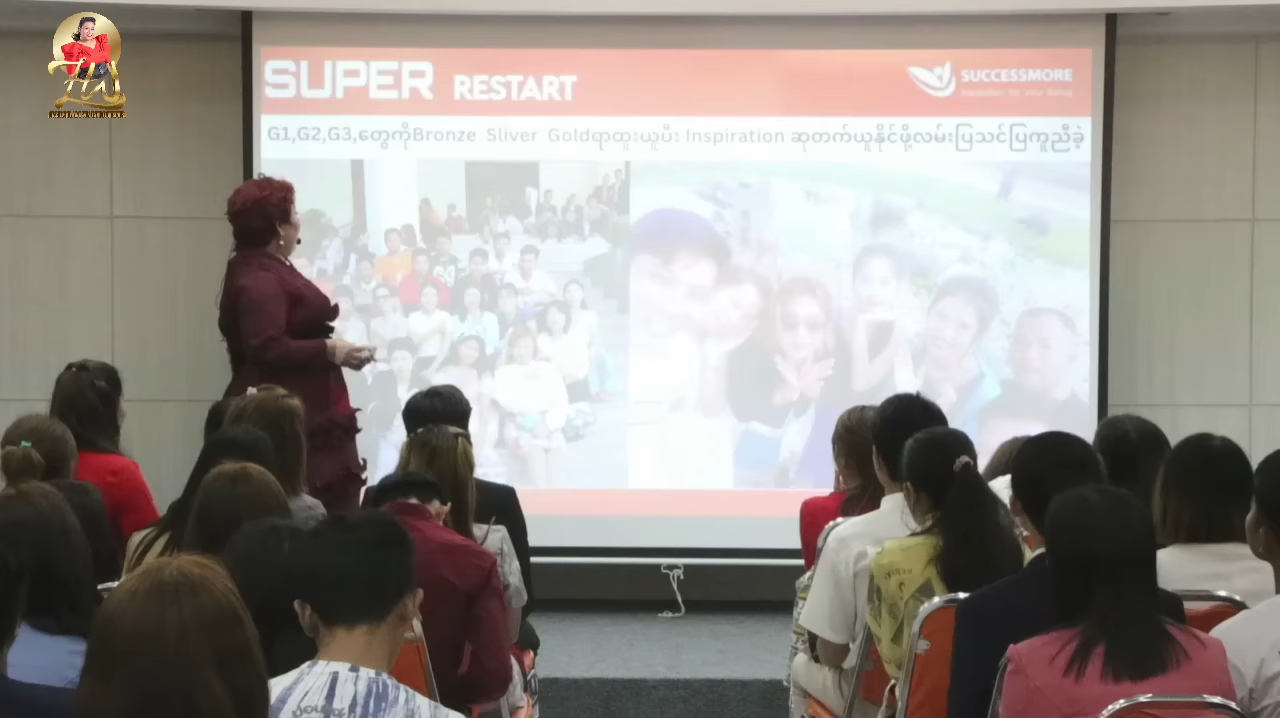 SUPER RESTART
SUCCESSMORE
G1,G2,G3,တွေကိုBronze Sliver Goldရာထူးယူပီး Inspiration ဆုတက်ယူနိုင်ဖို့လမ်းပြသင်ပြကူညီခဲ့